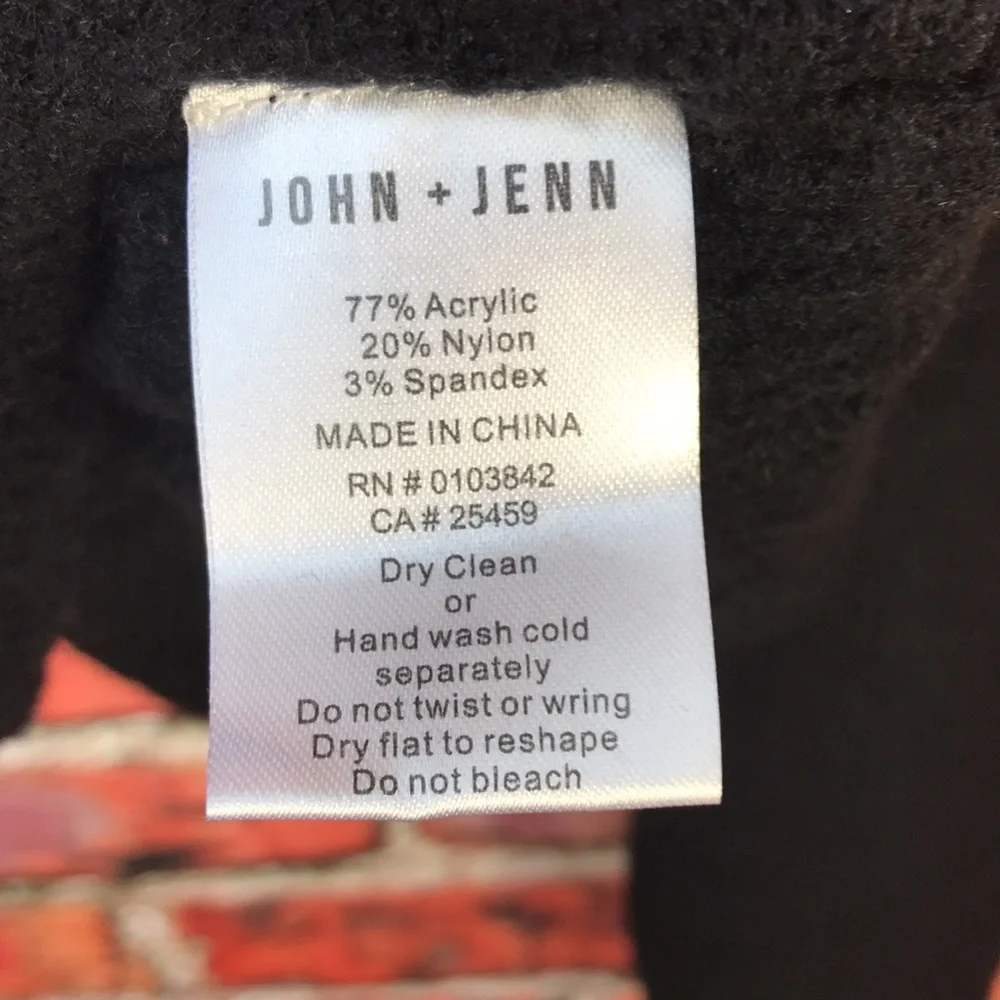 JOHN + JENN
77% Acrylic
20% Nylon
3% Spandex
MADE IN CHINA
RN # 0103842
CA # 25459
Dry Clean
or
Hand wash cold
separately
Do not twist or wring
Dry flat to reshape
Do not bleach